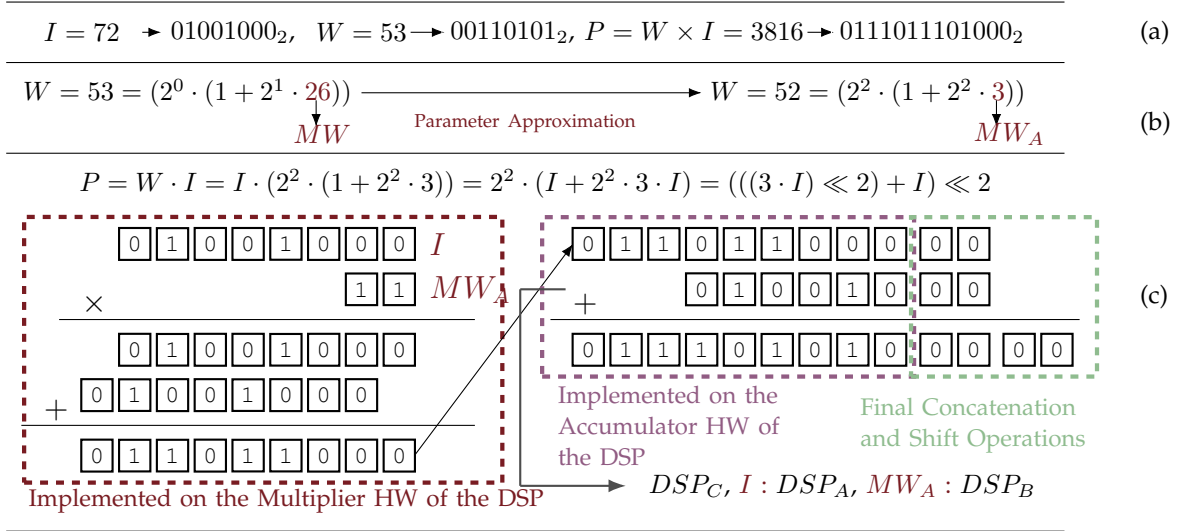 I = 72 → 01001000₂, W = 53 → 00110101₂, P = W × I = 3816 → 0111011101000₂ (a)
W = 53 = (2⁰ · (1 + 2¹ · 26)) → W = 52 = (2² · (1 + 2² · 3))
MW Parameter Approximation MW_A (b)
P = W · I = I · (2² · (1 + 2² · 3)) = 2² · (I + 2² · 3 · I) = (((3 · I) ≪ 2) + I) ≪ 2
0 1 0 0 1 0 0 0 I
× 1 1 MW_A
0 1 0 0 1 0 0 0
+ 0 1 0 0 1 0 0 0
0 1 1 0 1 1 0 0 0
Implemented on the Multiplier HW of the DSP
0 1 1 0 1 1 0 0 0 0 0
+ 0 1 0 0 1 0 0 0
0 1 1 1 0 1 0 1 0 0 0 0 0
(c)
Implemented on the
Accumulator HW of
the DSP
Final Concatenation
and Shift Operations
DSP_C, I : DSP_A, MW_A : DSP_B